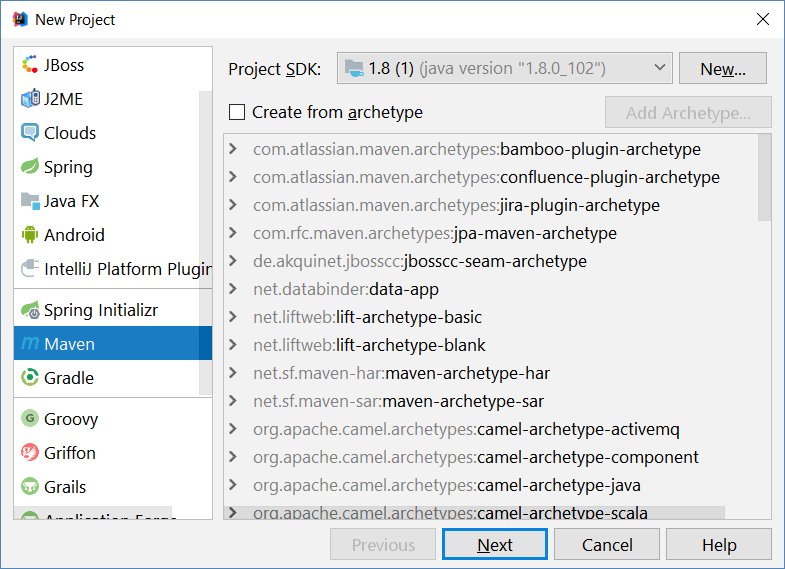 New Project
JBoss
J2ME
Clouds
Spring
Java FX
Android
IntelliJ Platform Plugin
Spring Initializr
Maven
Gradle
Groovy
Griffon
Grails
Application Forge
Project SDK: 1.8 (1) (java version "1.8.0_102") New...
Create from archetype Add Archetype...
com.atlassian.maven.archetypes:bamboo-plugin-archetype
com.atlassian.maven.archetypes:confluence-plugin-archetype
com.atlassian.maven.archetypes:jira-plugin-archetype
com.rfc.maven.archetypes:jpa-maven-archetype
de.akquinet.jbosscc:jbosscc-seam-archetype
net.databinder:data-app
net.liftweb:lift-archetype-basic
net.liftweb:lift-archetype-blank
net.sf.maven-har:maven-archetype-har
net.sf.maven-sar:maven-archetype-sar
org.apache.camel.archetypes:camel-archetype-activemq
org.apache.camel.archetypes:camel-archetype-component
org.apache.camel.archetypes:camel-archetype-java
org.apache.camel.archetypes:camel-archetype-scala
Previous Next Cancel Help